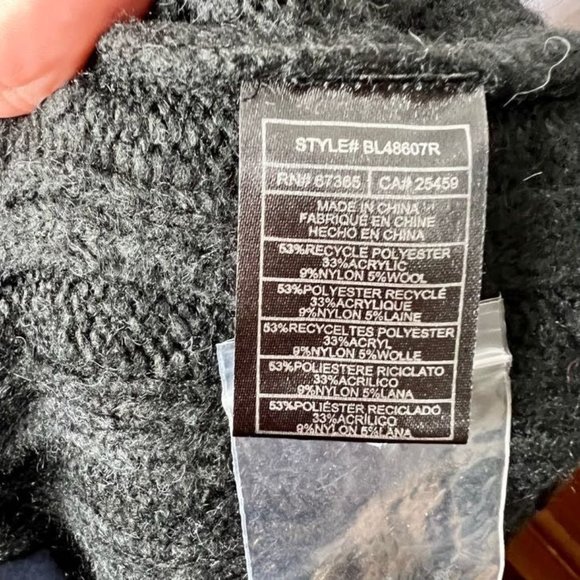 STYLE# BL48607R
RN# 67365 CA# 25459
MADE IN CHINA
FABRIQUE EN CHINE
HECHO EN CHINA
53%RECYCLE POLYESTER
33%ACRYLIC
9%NYLON 5%WOOL
53%POLYESTER RECYCLÉ
33%ACRYLIQUE
9%NYLON 5%LAINE
53%RECYCELTES POLYESTER
33%ACRYL
9%NYLON 5%WOLLE
53%POLIESTERE RICICLATO
33%ACRILICO
9%NYLON 5%LANA
53%POLIÉSTER RECICLADO
33%ACRÍLICO
9%NYLON 5%LANA